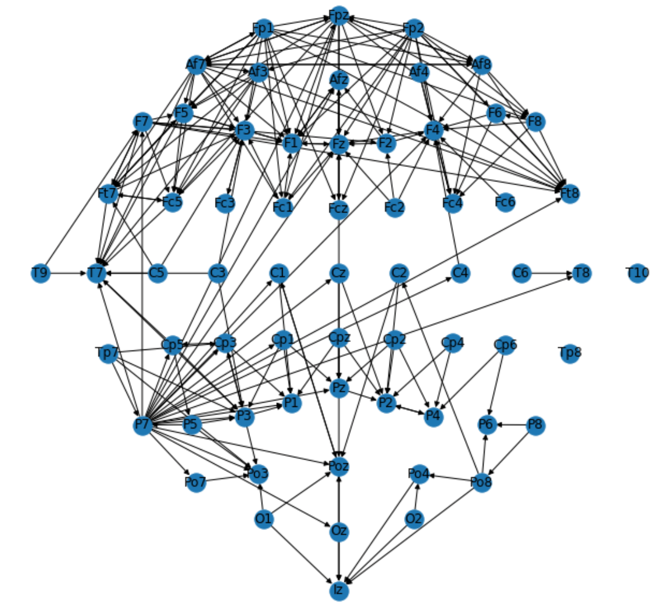 Fp1 Fpz Fp2
Af7 Af3 Afz Af4 Af8
F7 F5 F3 F1 Fz F2 F4 F6 F8
Ft7 Fc5 Fc3 Fc1 Fcz Fc2 Fc4 Fc6 Ft8
T9 T7 C5 C3 C1 Cz C2 C4 C6 T8 T10
Tp7 Cp5 Cp3 Cp1 Cpz Cp2 Cp4 Cp6 Tp8
P7 P5 P3 P1 Pz P2 P4 P6 P8
Po7 Po3 Poz Po4 Po8
O1 Oz O2
Iz